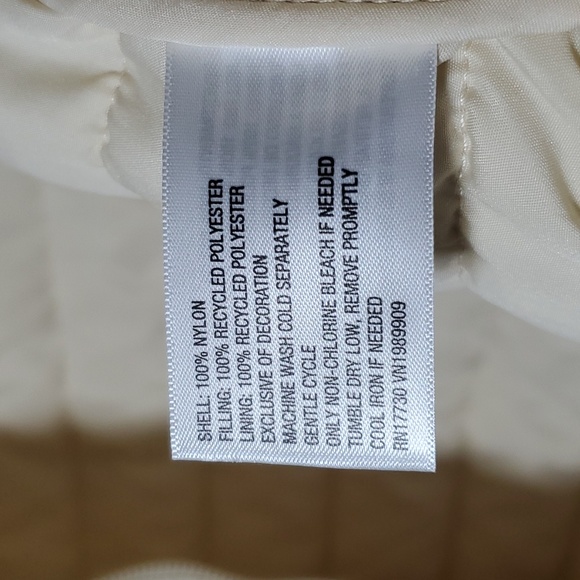 SHELL: 100% NYLON
FILLING: 100% RECYCLED POLYESTER
LINING: 100% RECYCLED POLYESTER
EXCLUSIVE OF DECORATION
MACHINE WASH COLD SEPARATELY
GENTLE CYCLE
ONLY NON-CHLORINE BLEACH IF NEEDED
TUMBLE DRY LOW, REMOVE PROMPTLY
COOL IRON IF NEEDED
RN17730 VN1989909